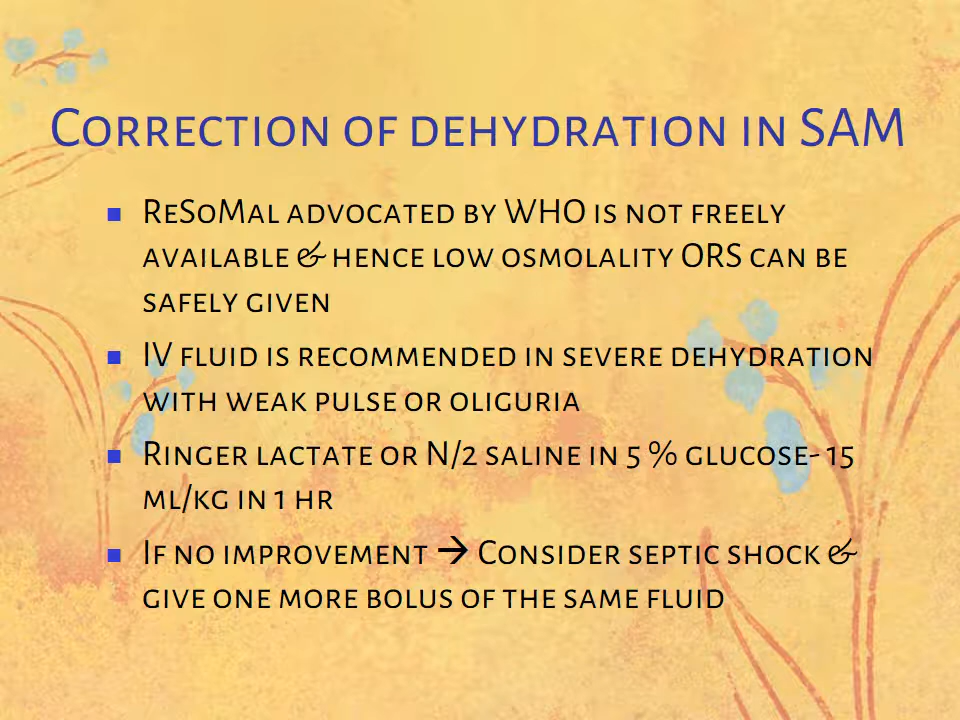 Correction of dehydration in SAM
ReSoMal advocated by WHO is not freely
available & hence low osmolality ORS can be
safely given
IV fluid is recommended in severe dehydration
with weak pulse or oliguria
Ringer lactate or N/2 saline in 5 % glucose- 15
ml/kg in 1 hr
If no improvement → Consider septic shock &
give one more bolus of the same fluid